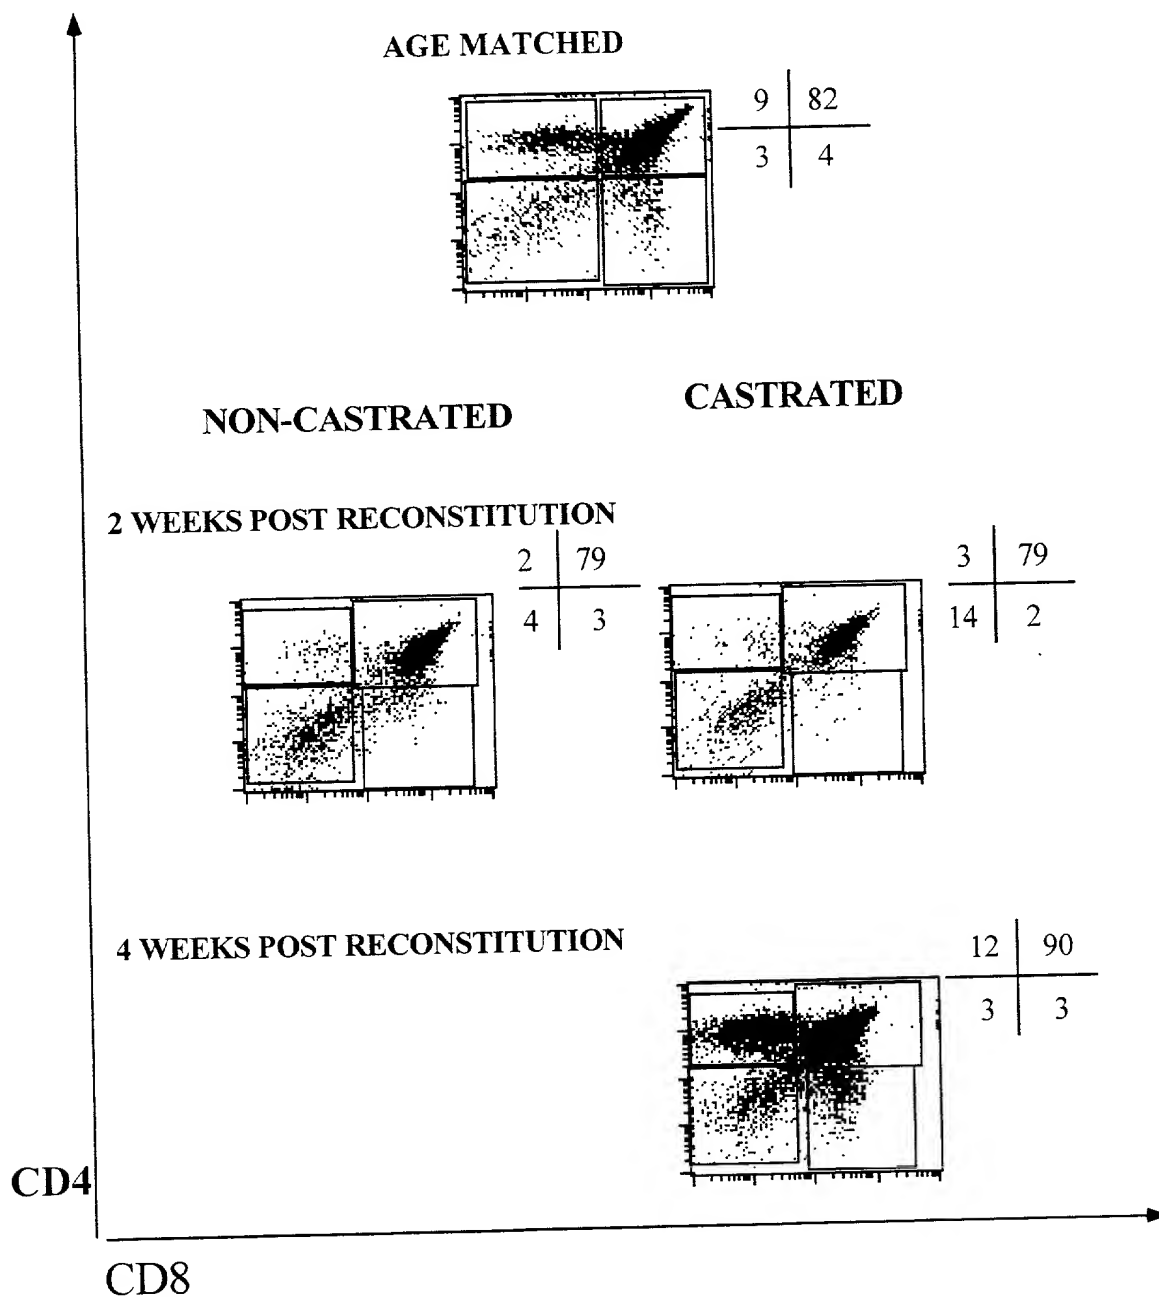 AGE MATCHED
9 82
3 4
NON-CASTRATED
CASTRATED
2 WEEKS POST RECONSTITUTION
2 79
4 3
3 79
14 2
4 WEEKS POST RECONSTITUTION
12 90
3 3
CD4
CD8